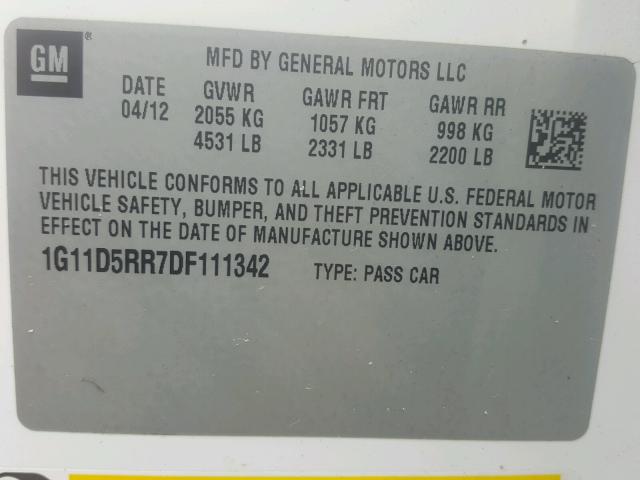 GM ®
MFD BY GENERAL MOTORS LLC
DATE GVWR GAWR FRT GAWR RR
04/12 2055 KG 1057 KG 998 KG
4531 LB 2331 LB 2200 LB
THIS VEHICLE CONFORMS TO ALL APPLICABLE U.S. FEDERAL MOTOR
VEHICLE SAFETY, BUMPER, AND THEFT PREVENTION STANDARDS IN
EFFECT ON THE DATE OF MANUFACTURE SHOWN ABOVE.
1G11D5RR7DF111342 TYPE: PASS CAR